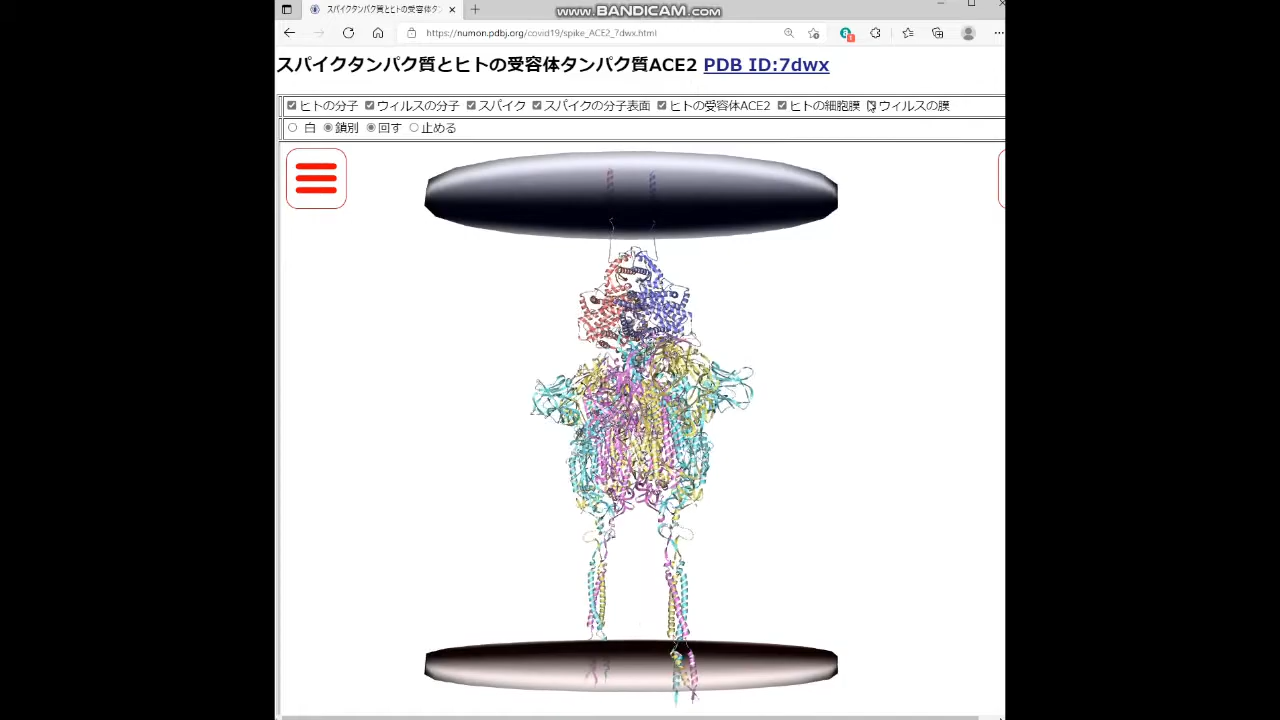 www.BANDICAM.com
スパイクタンパク質とヒトの受容体タ
https://numon.pdbj.org/covid19/spike_ACE2_7dwx.html
スパイクタンパク質とヒトの受容体タンパク質ACE2 PDB ID:7dwx
ヒトの分子 ウィルスの分子 スパイク スパイクの分子表面 ヒトの受容体ACE2 ヒトの細胞膜 ウィルスの膜
白 鎖別 回す 止める